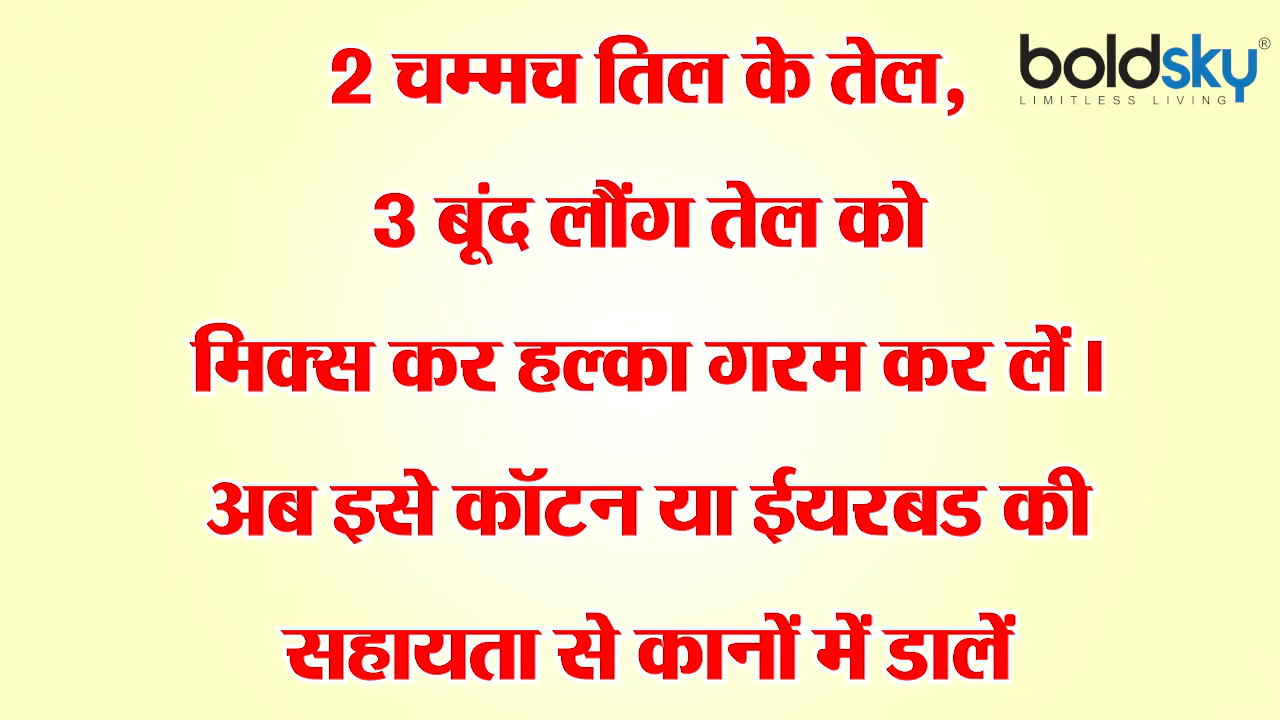 2 चम्मच तिल के तेल,
boldsky®
LIMITLESS LIVING
3 बूंद लौंग तेल को
मिक्स कर हल्का गरम कर लें।
अब इसे कॉटन या ईयरबड की
सहायता से कानों में डालें